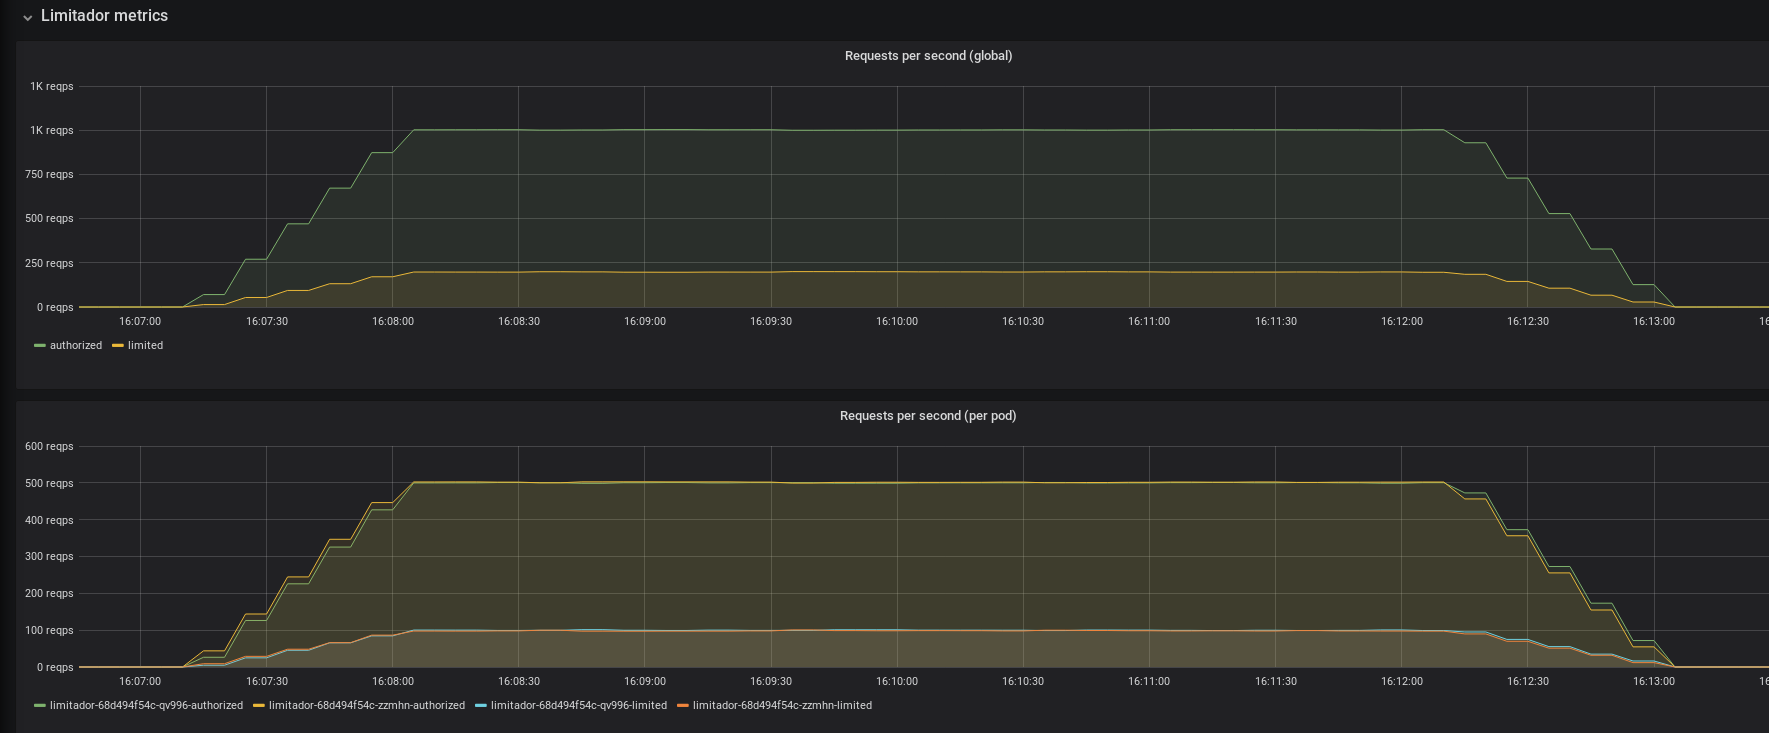 Limitador metrics
Requests per second (global)
1K reqps
1K reqps
750 reqps
500 reqps
250 reqps
0 reqps
16:07:00 16:07:30 16:08:00 16:08:30 16:09:00 16:09:30 16:10:00 16:10:30 16:11:00 16:11:30 16:12:00 16:12:30 16:13:00 16
authorized limited
Requests per second (per pod)
600 reqps
500 reqps
400 reqps
300 reqps
200 reqps
100 reqps
0 reqps
16:07:00 16:07:30 16:08:00 16:08:30 16:09:00 16:09:30 16:10:00 16:10:30 16:11:00 16:11:30 16:12:00 16:12:30 16:13:00 16
limitador-68d494f54c-qv996-authorized limitador-68d494f54c-zzmhn-authorized limitador-68d494f54c-qv996-limited limitador-68d494f54c-zzmhn-limited